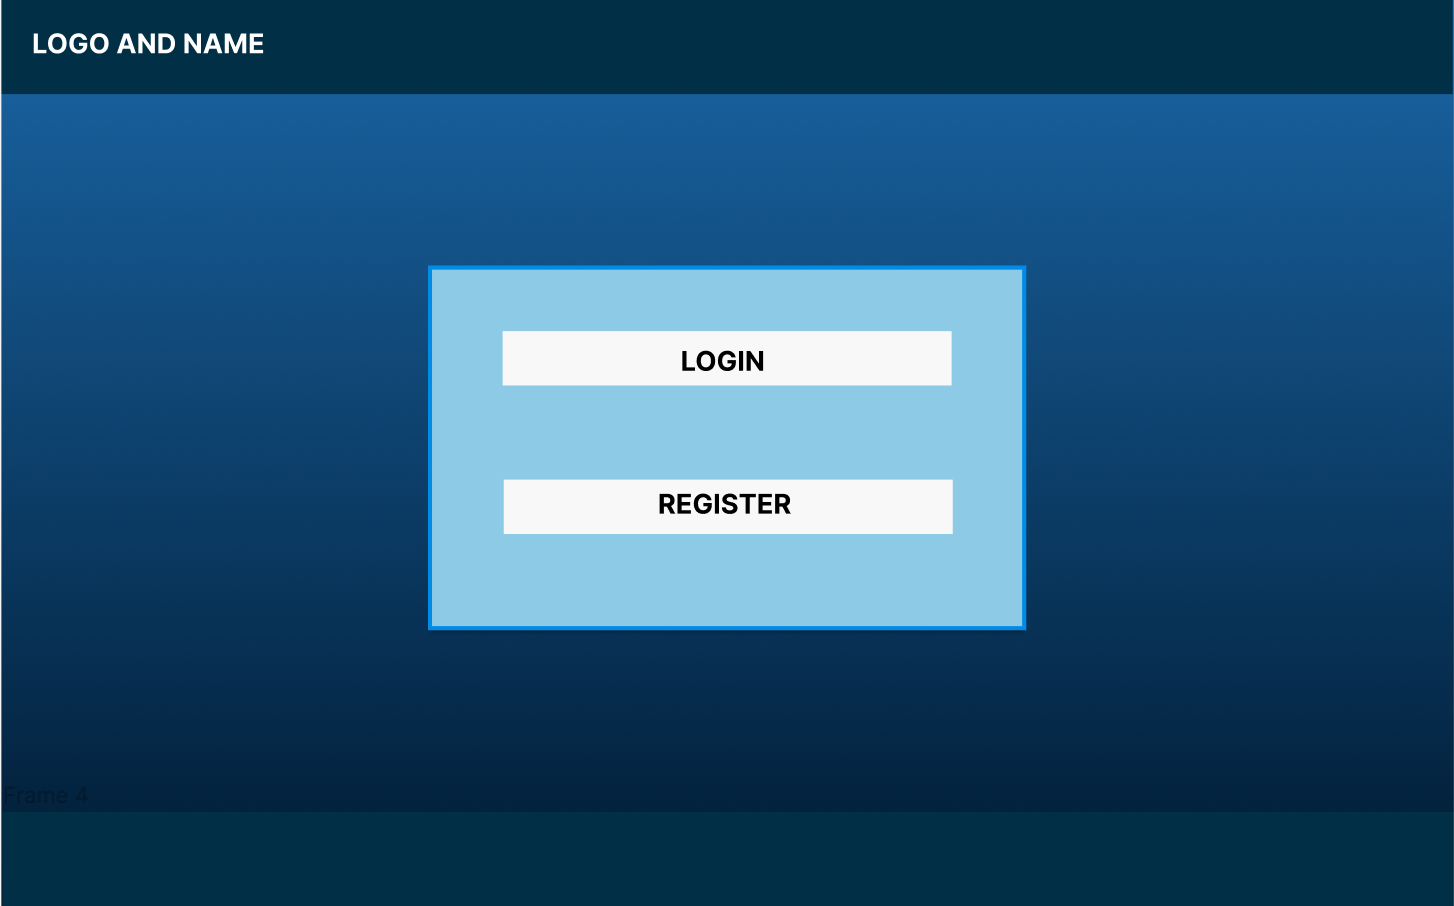 LOGO AND NAME
LOGIN
REGISTER
Frame 4